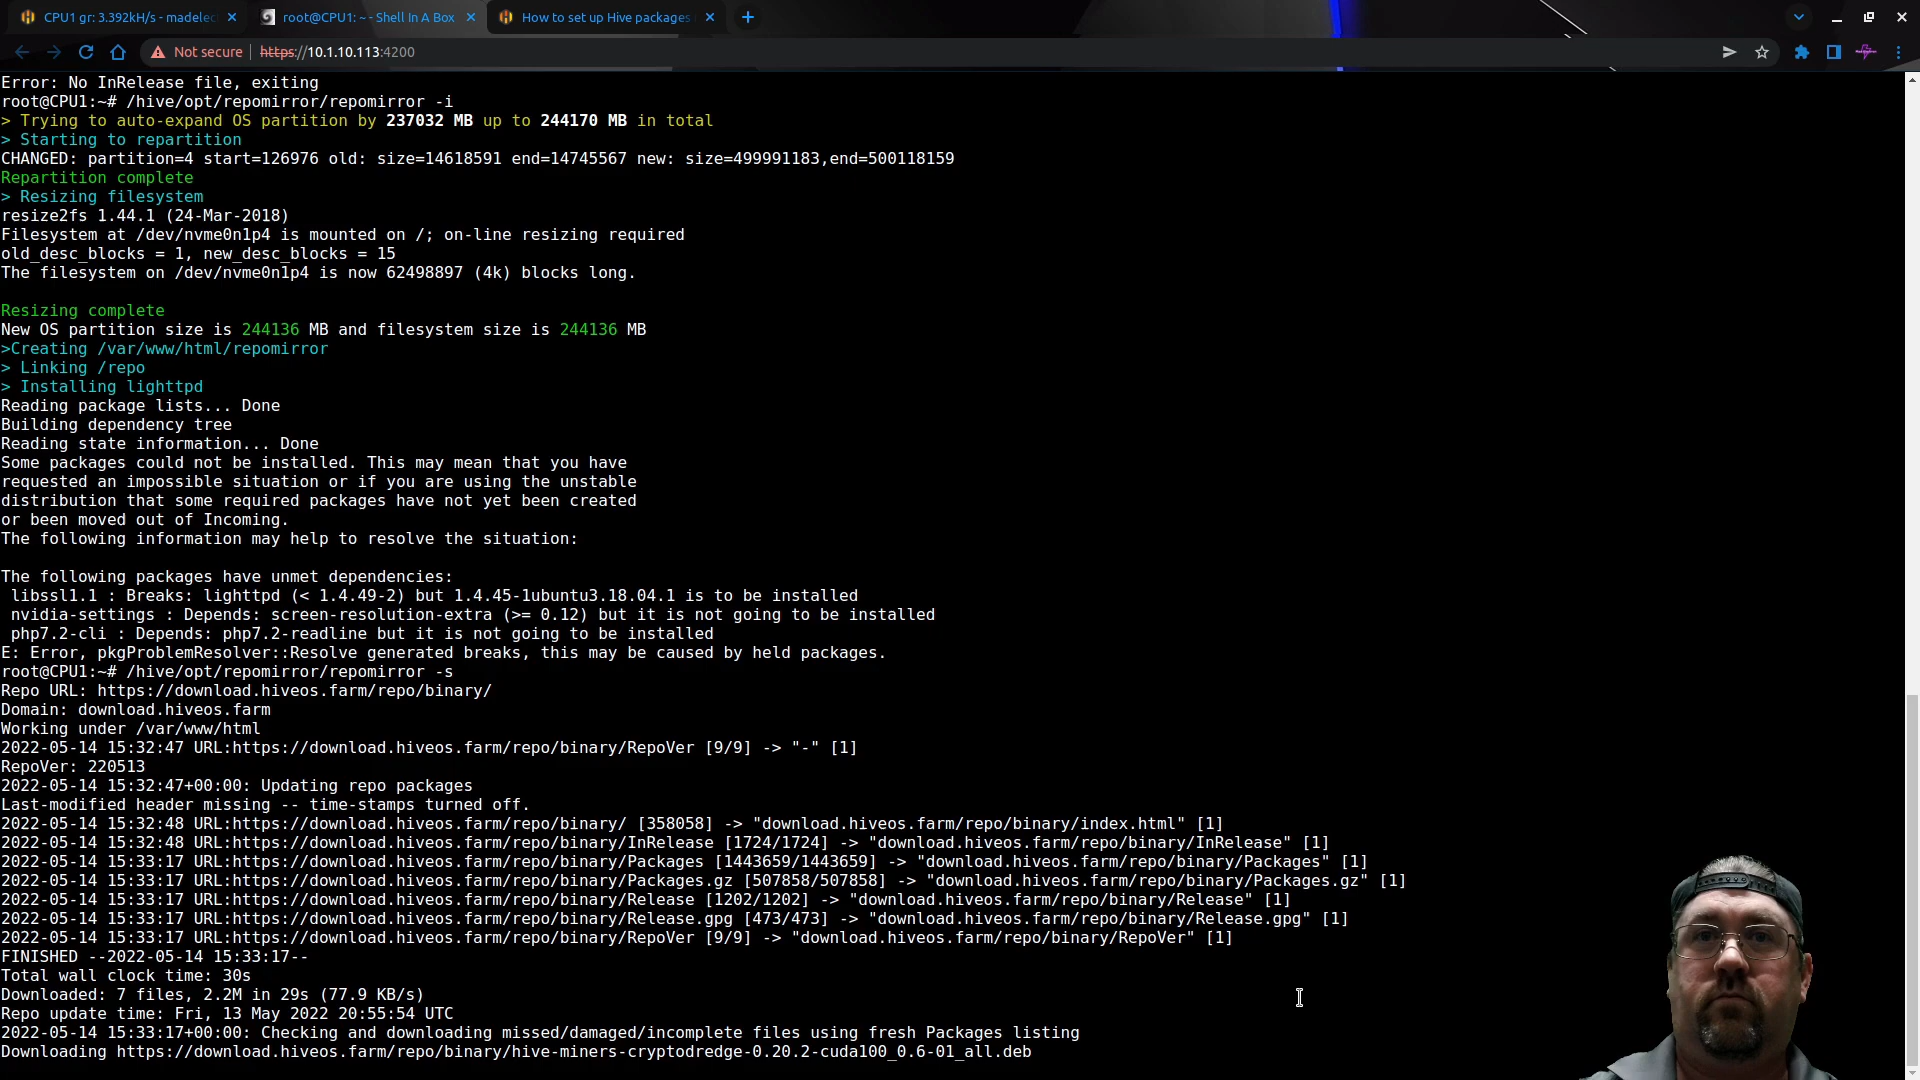 CPU1 gr: 3.392kH/s - madelec
root@CPU1: ~ - Shell In A Box
How to set up Hive packages
Not secure
https://10.1.10.113:4200
Error: No InRelease file, exiting
root@CPU1:~# /hive/opt/repomirror/repomirror -i
> Trying to auto-expand OS partition by 237032 MB up to 244170 MB in total
> Starting to repartition
CHANGED: partition=4 start=126976 old: size=14618591 end=14745567 new: size=499991183,end=500118159
Repartition complete
> Resizing filesystem
resize2fs 1.44.1 (24-Mar-2018)
Filesystem at /dev/nvme0n1p4 is mounted on /; on-line resizing required
old_desc_blocks = 1, new_desc_blocks = 15
The filesystem on /dev/nvme0n1p4 is now 62498897 (4k) blocks long.
Resizing complete
New OS partition size is 244136 MB and filesystem size is 244136 MB
>Creating /var/www/html/repomirror
> Linking /repo
> Installing lighttpd
Reading package lists... Done
Building dependency tree
Reading state information... Done
Some packages could not be installed. This may mean that you have
requested an impossible situation or if you are using the unstable
distribution that some required packages have not yet been created
or been moved out of Incoming.
The following information may help to resolve the situation:
The following packages have unmet dependencies:
libssl1.1 : Breaks: lighttpd (< 1.4.49-2) but 1.4.45-1ubuntu3.18.04.1 is to be installed
nvidia-settings : Depends: screen-resolution-extra (>= 0.12) but it is not going to be installed
php7.2-cli : Depends: php7.2-readline but it is not going to be installed
E: Error, pkgProblemResolver::Resolve generated breaks, this may be caused by held packages.
root@CPU1:~# /hive/opt/repomirror/repomirror -s
Repo URL: https://download.hiveos.farm/repo/binary/
Domain: download.hiveos.farm
Working under /var/www/html
2022-05-14 15:32:47 URL:https://download.hiveos.farm/repo/binary/RepoVer [9/9] -> "-" [1]
RepoVer: 220513
2022-05-14 15:32:47+00:00: Updating repo packages
Last-modified header missing -- time-stamps turned off.
2022-05-14 15:32:48 URL:https://download.hiveos.farm/repo/binary/ [358058] -> "download.hiveos.farm/repo/binary/index.html" [1]
2022-05-14 15:32:48 URL:https://download.hiveos.farm/repo/binary/InRelease [1724/1724] -> "download.hiveos.farm/repo/binary/InRelease" [1]
2022-05-14 15:33:17 URL:https://download.hiveos.farm/repo/binary/Packages [1443659/1443659] -> "download.hiveos.farm/repo/binary/Packages" [1]
2022-05-14 15:33:17 URL:https://download.hiveos.farm/repo/binary/Packages.gz [507858/507858] -> "download.hiveos.farm/repo/binary/Packages.gz" [1]
2022-05-14 15:33:17 URL:https://download.hiveos.farm/repo/binary/Release [1202/1202] -> "download.hiveos.farm/repo/binary/Release" [1]
2022-05-14 15:33:17 URL:https://download.hiveos.farm/repo/binary/Release.gpg [473/473] -> "download.hiveos.farm/repo/binary/Release.gpg" [1]
2022-05-14 15:33:17 URL:https://download.hiveos.farm/repo/binary/RepoVer [9/9] -> "download.hiveos.farm/repo/binary/RepoVer" [1]
FINISHED --2022-05-14 15:33:17--
Total wall clock time: 30s
Downloaded: 7 files, 2.2M in 29s (77.9 KB/s)
Repo update time: Fri, 13 May 2022 20:55:54 UTC
2022-05-14 15:33:17+00:00: Checking and downloading missed/damaged/incomplete files using fresh Packages listing
Downloading https://download.hiveos.farm/repo/binary/hive-miners-cryptodredge-0.20.2-cuda100_0.6-01_all.deb